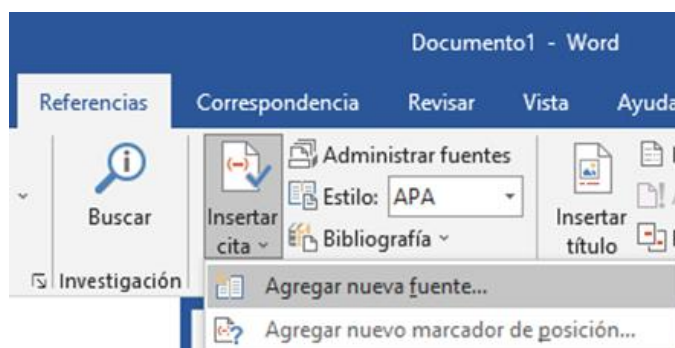 Documento1 - Word
Referencias Correspondencia Revisar Vista Ayuda
Buscar
Insertar cita
Administrar fuentes
Estilo: APA
Bibliografía
Insertar título
Investigación
Agregar nueva fuente...
Agregar nuevo marcador de posición...